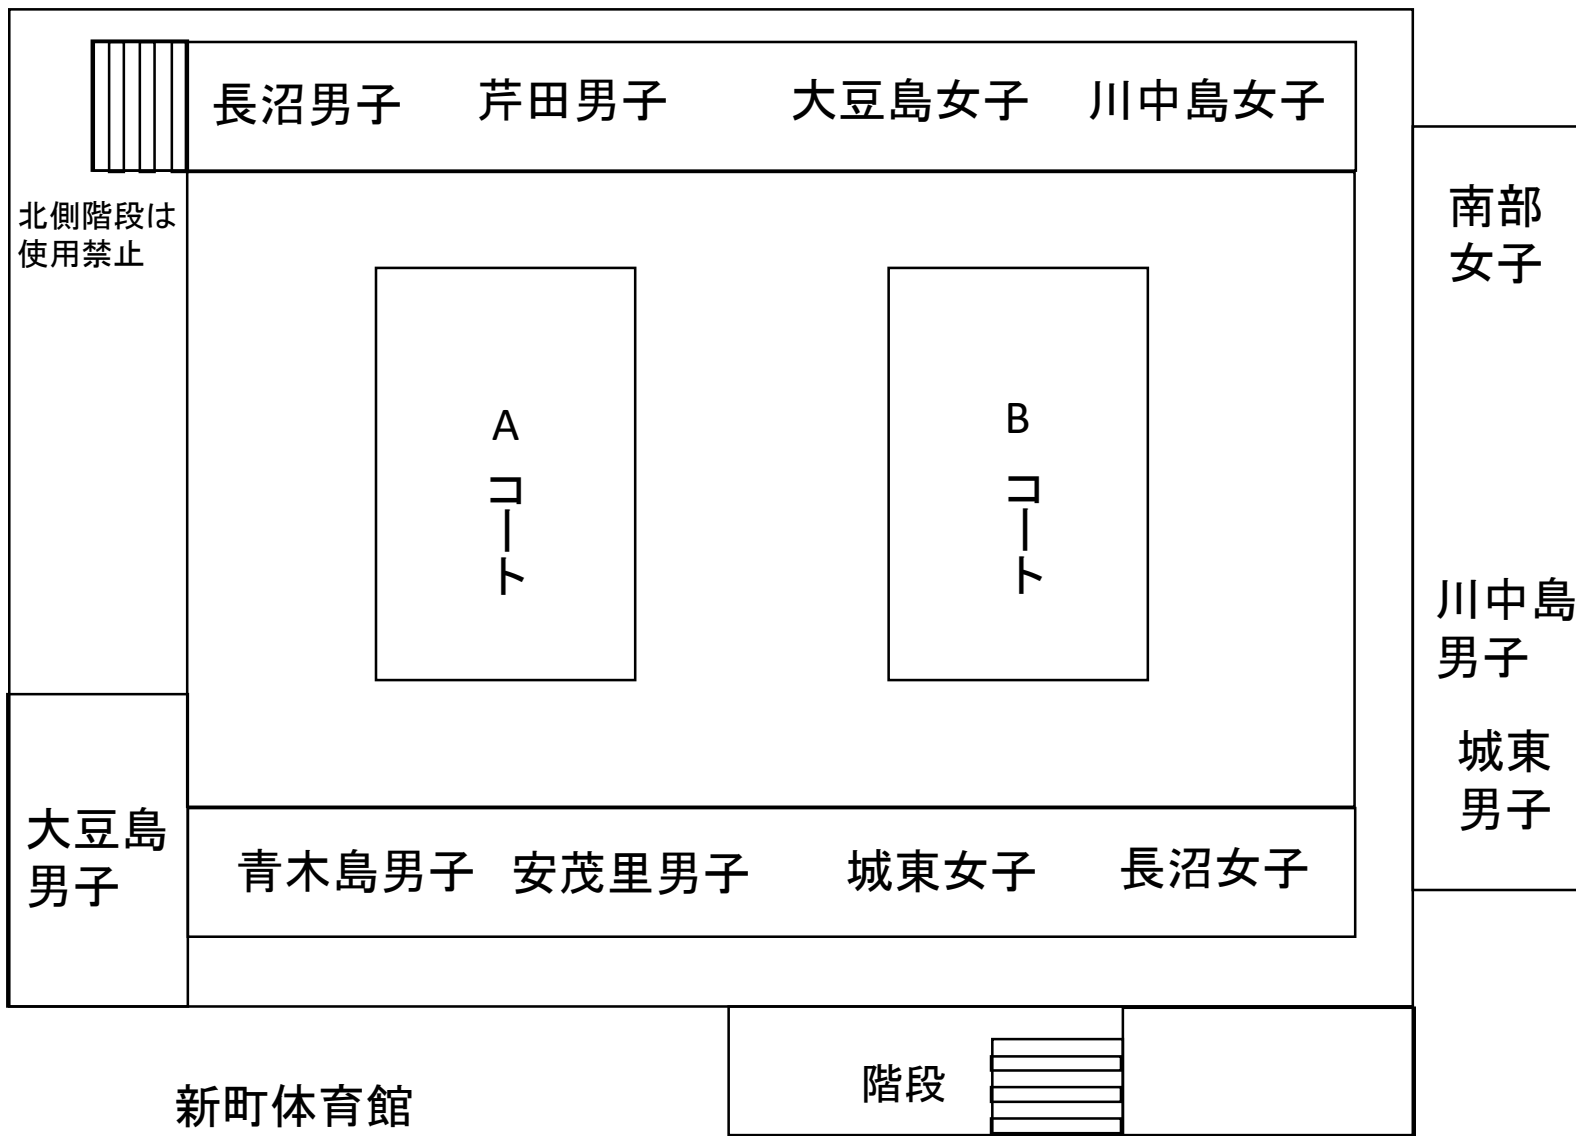 長沼男子 芹田男子 大豆島女子 川中島女子
北側階段は
使用禁止
南部
女子
Aコート
Bコート
川中島
男子
城東
男子
大豆島
男子
青木島男子 安茂里男子 城東女子 長沼女子
階段
新町体育館